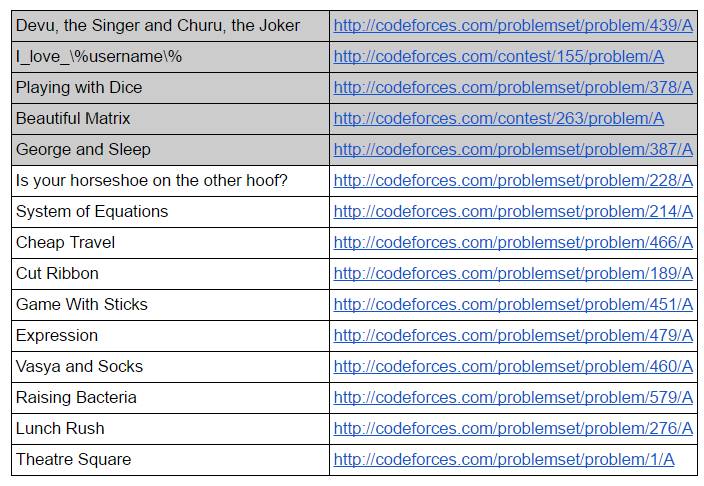 Devu, the Singer and Churu, the Joker http://codeforces.com/problemset/problem/439/A
I_love_\%username\% http://codeforces.com/contest/155/problem/A
Playing with Dice http://codeforces.com/problemset/problem/378/A
Beautiful Matrix http://codeforces.com/contest/263/problem/A
George and Sleep http://codeforces.com/problemset/problem/387/A
Is your horseshoe on the other hoof? http://codeforces.com/problemset/problem/228/A
System of Equations http://codeforces.com/problemset/problem/214/A
Cheap Travel http://codeforces.com/problemset/problem/466/A
Cut Ribbon http://codeforces.com/problemset/problem/189/A
Game With Sticks http://codeforces.com/problemset/problem/451/A
Expression http://codeforces.com/problemset/problem/479/A
Vasya and Socks http://codeforces.com/problemset/problem/460/A
Raising Bacteria http://codeforces.com/problemset/problem/579/A
Lunch Rush http://codeforces.com/problemset/problem/276/A
Theatre Square http://codeforces.com/problemset/problem/1/A